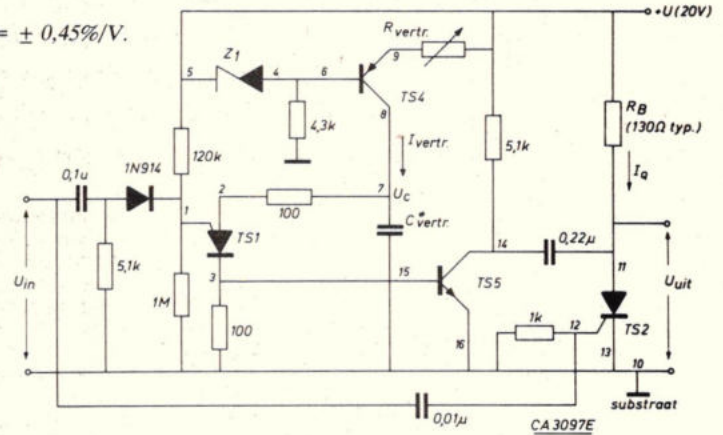 = ± 0,45%/V.
+U(20V)
Rvertr.
Z1
5
4
6
9
TS4
8
4,3k
Ivertr.
5,1k
RB
(130Ω typ.)
Iq
120k
0,1u
1N914
2
7
Uc
100
1
TS1
C*vertr.
14
0,22µ
11
Uin
5,1k
3
15
TS5
Uuit
1M
100
16
1k
12
TS2
13
10
0,01µ
substraat
CA3097E